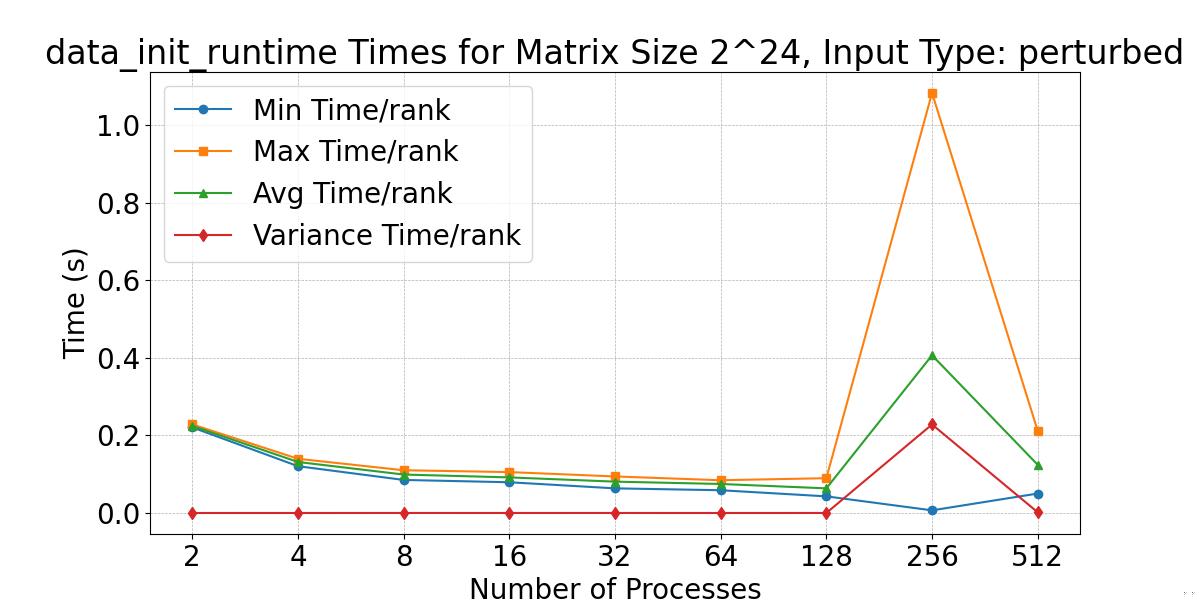 data_init_runtime Times for Matrix Size 2^24, Input Type: perturbed
Min Time/rank
Max Time/rank
Avg Time/rank
Variance Time/rank
Time (s)
1.0
0.8
0.6
0.4
0.2
0.0
2 4 8 16 32 64 128 256 512
Number of Processes